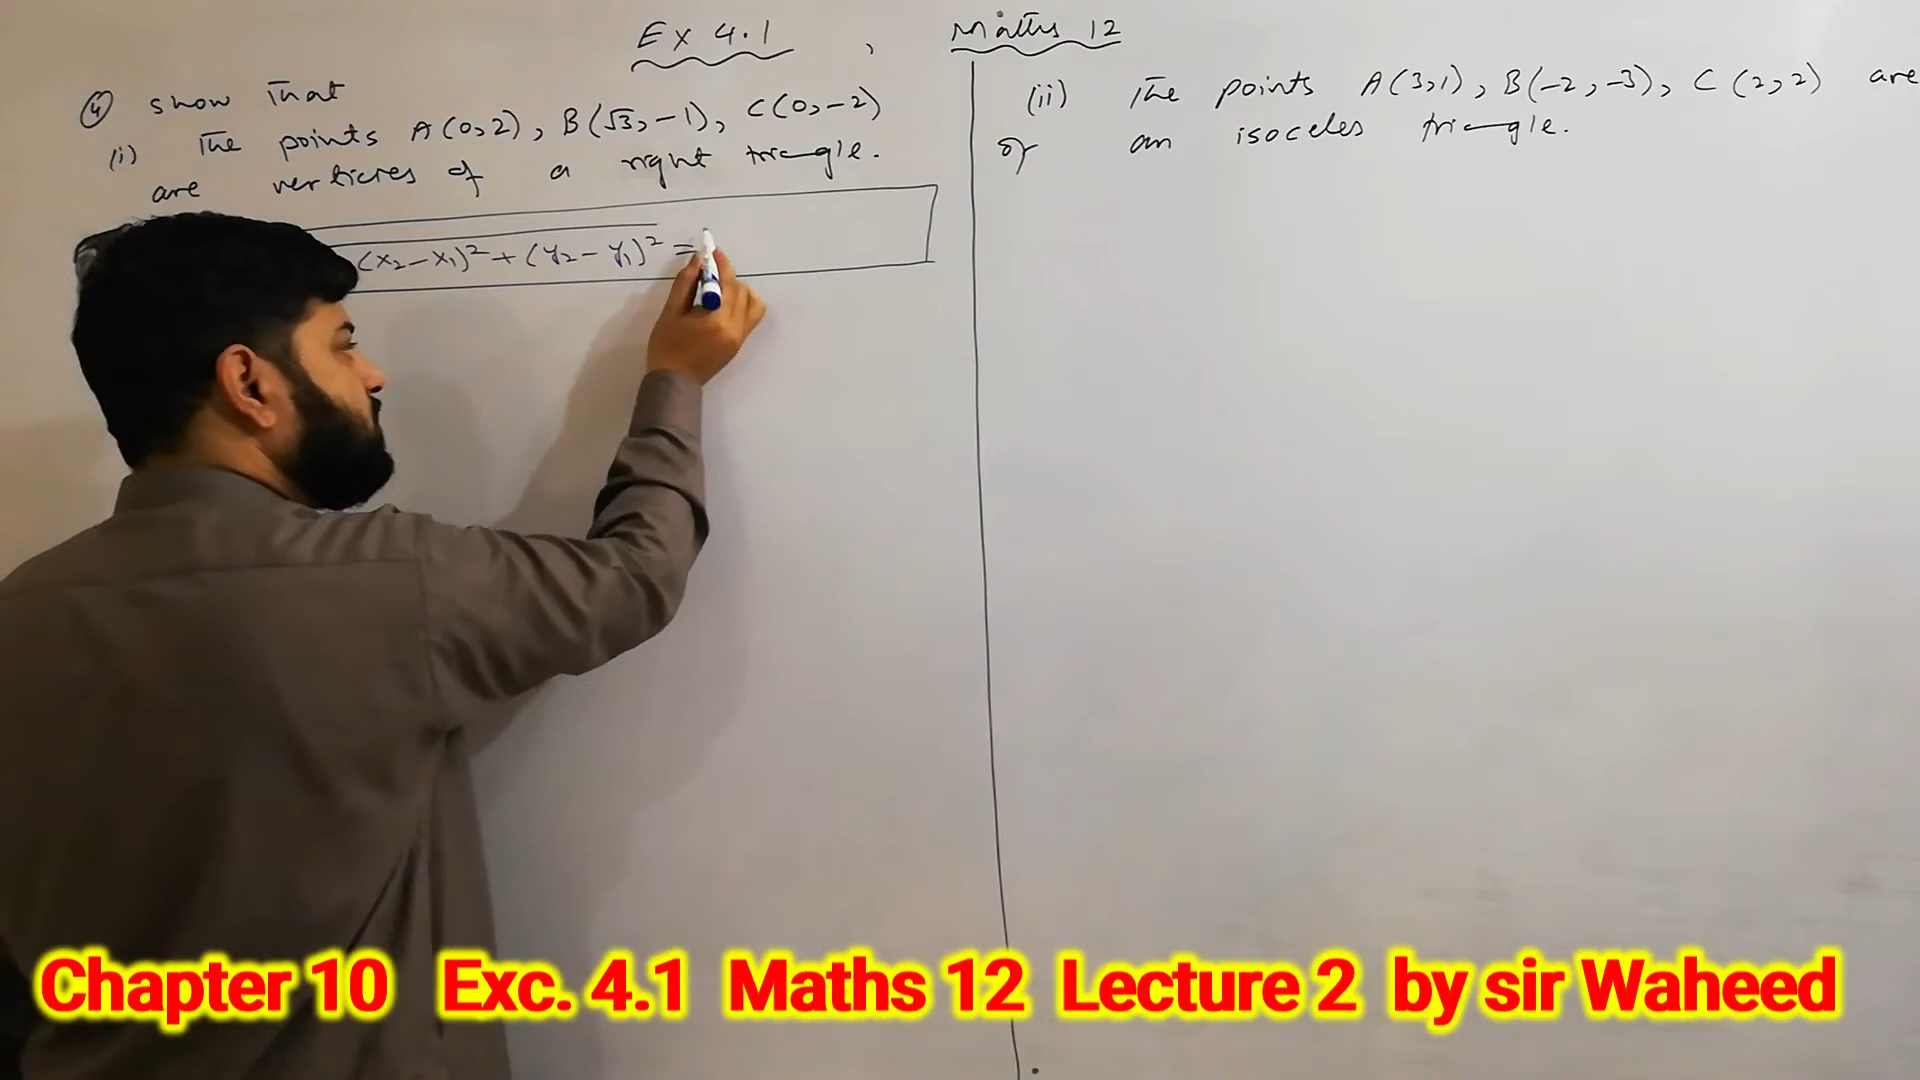 Ex 4.1 , Maths 12
④ show that
(i) The points A(0,2), B(√3,-1), C(0,-2)
are verticres of a right triangle.
(x₂-x₁)²+(y₂-y₁)² =
(ii) The points A(3,1), B(-2,-3), C(2,2) are
of an isoceles triangle.
Chapter 10 Exc. 4.1 Maths 12 Lecture 2 by sir Waheed